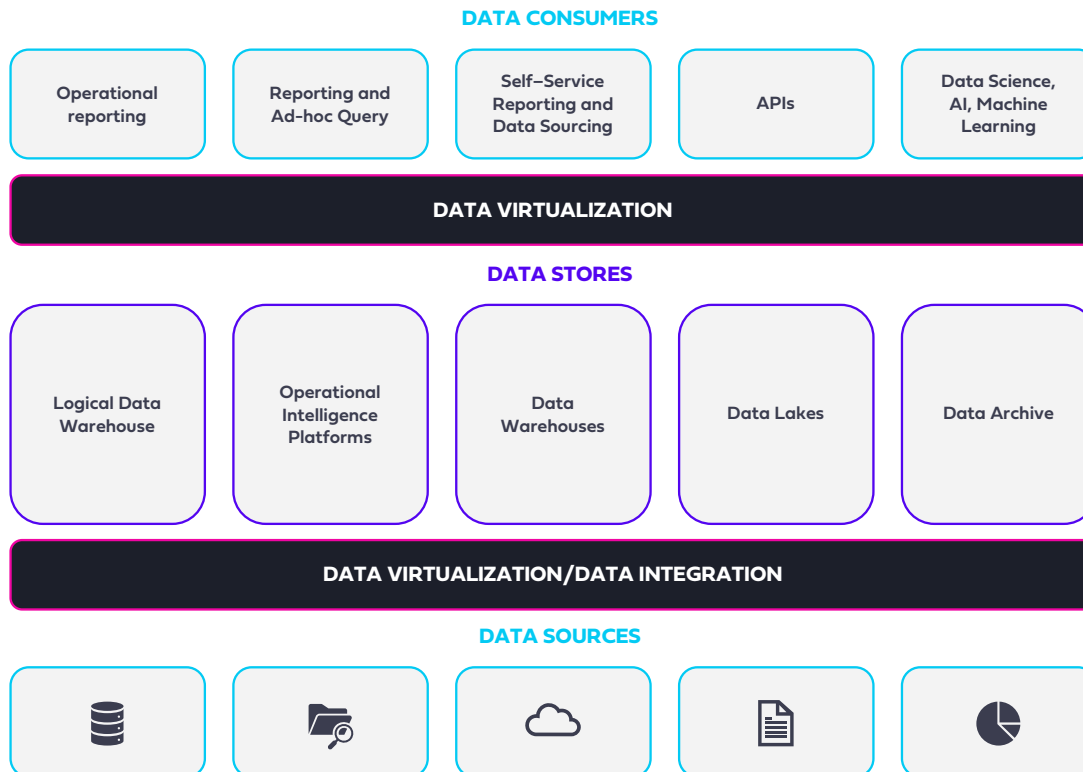 DATA CONSUMERS
Operational
reporting
Reporting and
Ad-hoc Query
Self–Service
Reporting and
Data Sourcing
APIs
Data Science,
AI, Machine
Learning
DATA VIRTUALIZATION
DATA STORES
Logical Data
Warehouse
Operational
Intelligence
Platforms
Data
Warehouses
Data Lakes
Data Archive
DATA VIRTUALIZATION/DATA INTEGRATION
DATA SOURCES